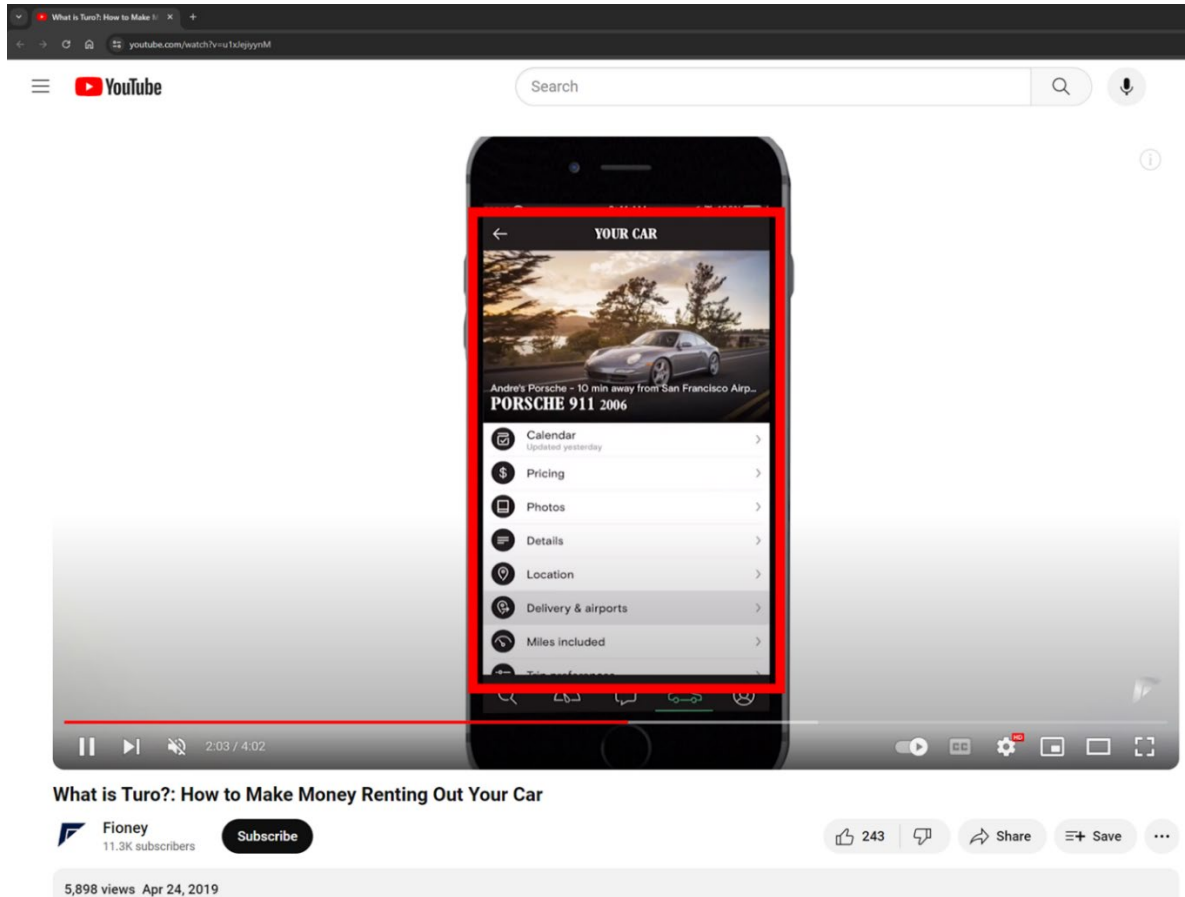 What is Turo?: How to Make M
youtube.com/watch?v=u1xJejiyynM
YouTube
Search
YOUR CAR
Andre's Porsche - 10 min away from San Francisco Airp...
PORSCHE 911 2006
Calendar
Updated yesterday
Pricing
Photos
Details
Location
Delivery & airports
Miles included
2:03 / 4:02
CC
HD
What is Turo?: How to Make Money Renting Out Your Car
Fioney
11.3K subscribers
Subscribe
243
Share
Save
5,898 views Apr 24, 2019